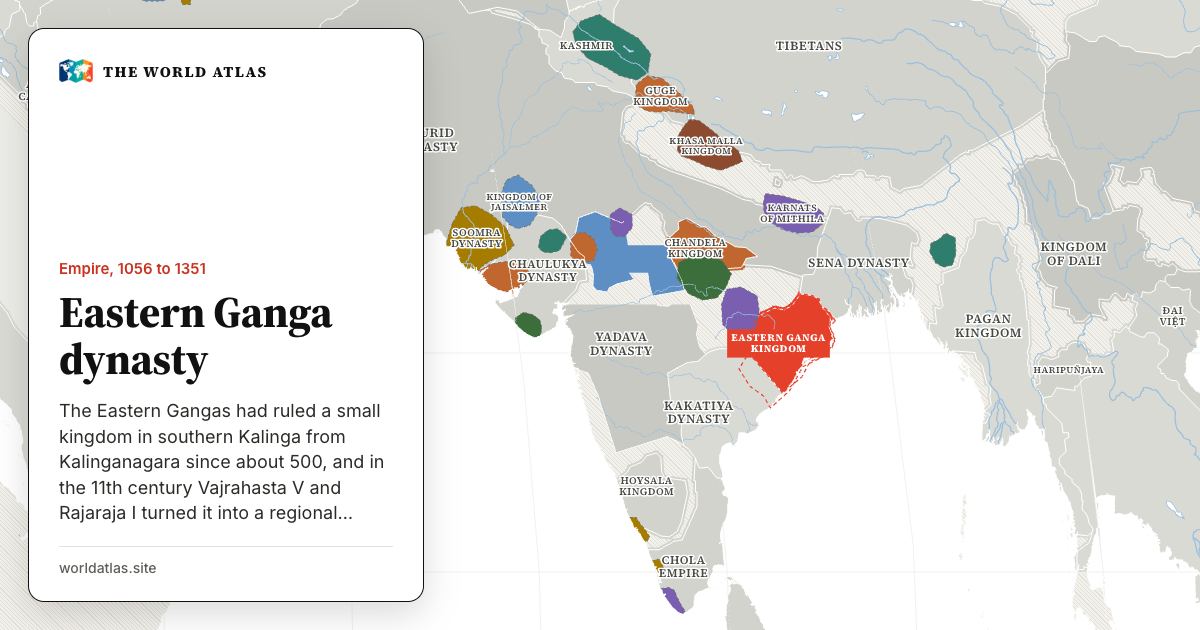 THE WORLD ATLAS
Empire, 1056 to 1351
Eastern Ganga
dynasty
The Eastern Gangas had ruled a small
kingdom in southern Kalinga from
Kalinganagara since about 500, and in
the 11th century Vajrahasta V and
Rajaraja I turned it into a regional...
worldatlas.site
KASHMIR
TIBETANS
GUGE
KINGDOM
KHASA MALLA
KINGDOM
KINGDOM OF
JAISALMER
KARNATS
OF MITHILA
SOOMRA
DYNASTY
CHAULUKYA
DYNASTY
CHANDELA
KINGDOM
SENA DYNASTY
KINGDOM
OF DALI
ĐẠI
VIỆT
PAGAN
KINGDOM
YADAVA
DYNASTY
EASTERN GANGA
KINGDOM
HARIPUÑJAYA
KAKATIYA
DYNASTY
HOYSALA
KINGDOM
CHOLA
EMPIRE